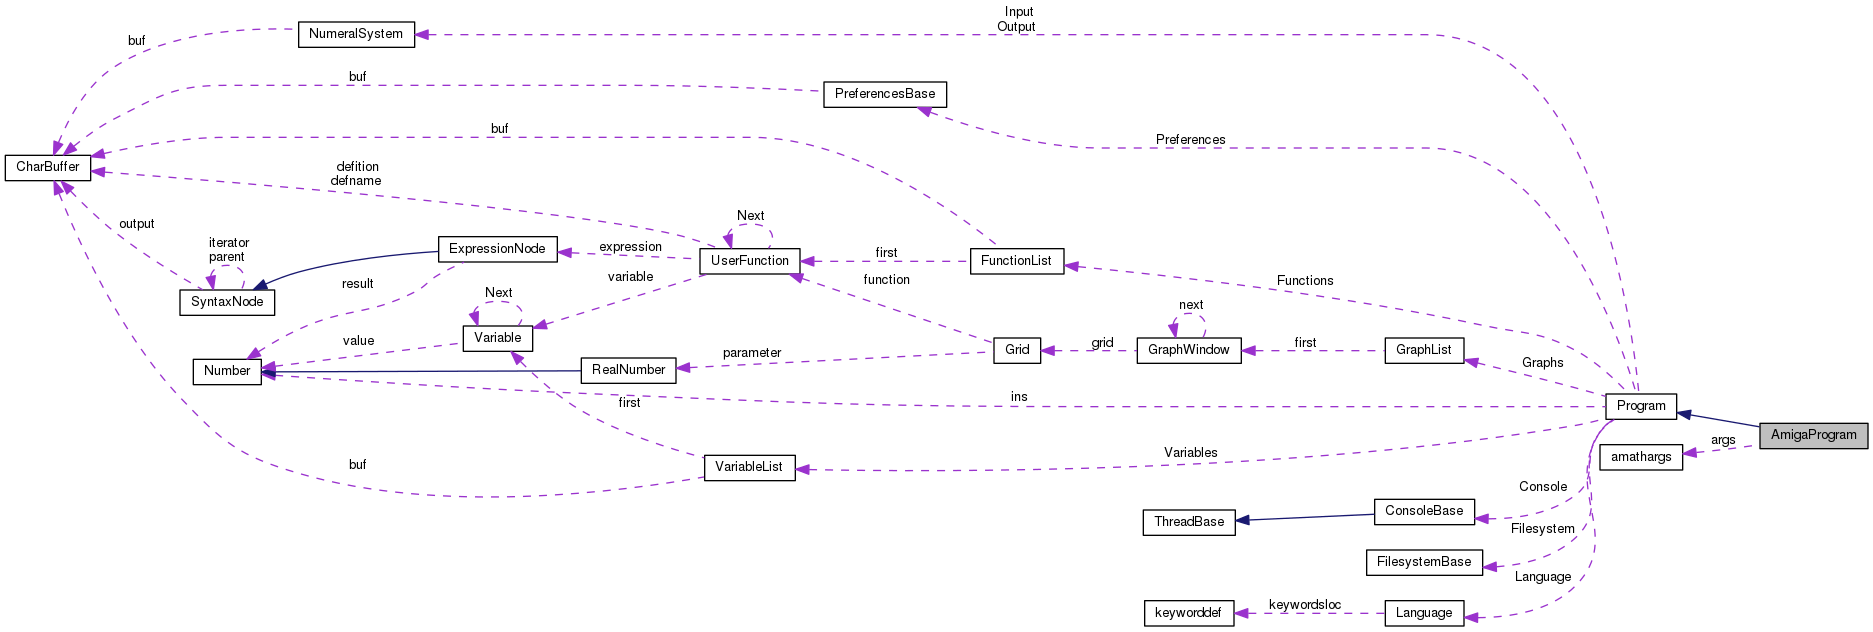 Input
Output
NumeralSystem
buf
buf
PreferencesBase
buf
Preferences
CharBuffer
defition
defname
output
iterator
parent
ExpressionNode
expression
Next
UserFunction
first
FunctionList
Functions
SyntaxNode
result
variable
function
Next
Variable
next
value
Number
RealNumber
parameter
Grid
grid
GraphWindow
first
GraphList
Graphs
ins
first
Program
AmigaProgram
args
amathargs
Variables
VariableList
buf
Console
ConsoleBase
ThreadBase
Filesystem
FilesystemBase
Language
keywordsloc
keyworddef
Language